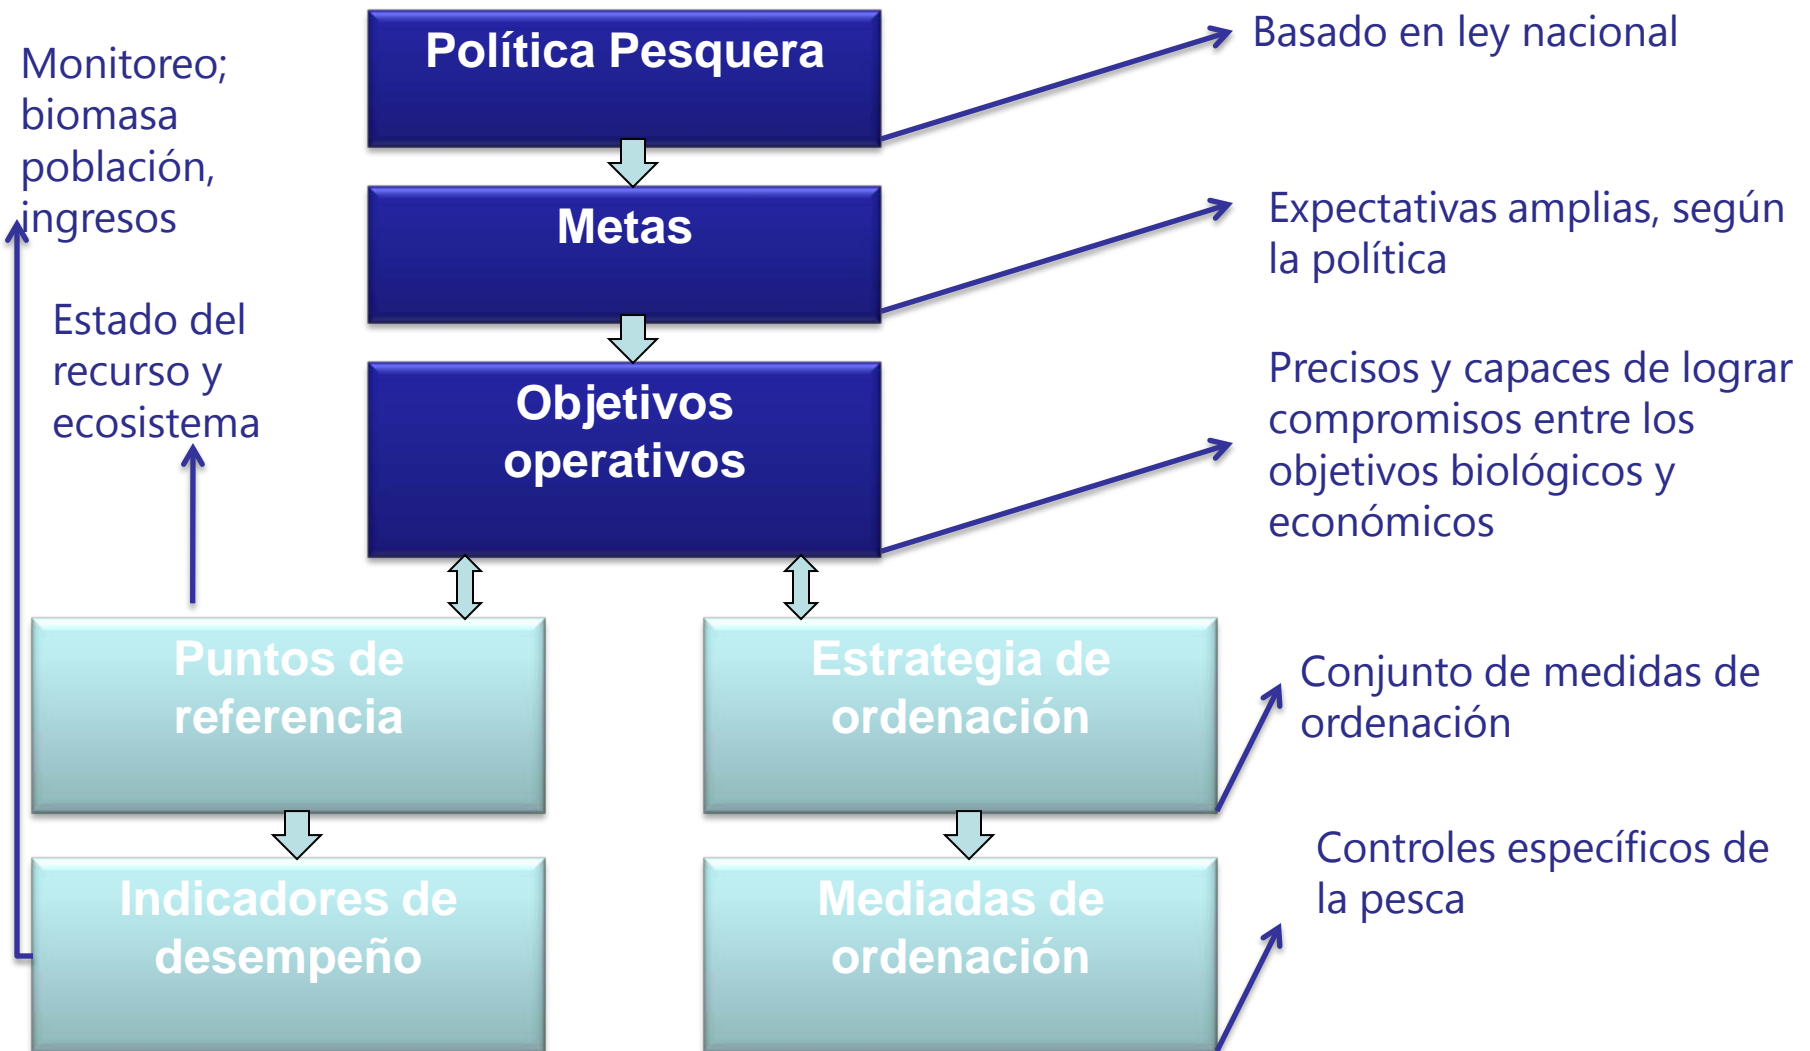 Política Pesquera
Basado en ley nacional
Monitoreo;
biomasa
población,
ingresos
Metas
Expectativas amplias, según
la política
Estado del
recurso y
ecosistema
Objetivos
operativos
Precisos y capaces de lograr
compromisos entre los
objetivos biológicos y
económicos
Puntos de
referencia
Estrategia de
ordenación
Conjunto de medidas de
ordenación
Indicadores de
desempeño
Mediadas de
ordenación
Controles específicos de
la pesca